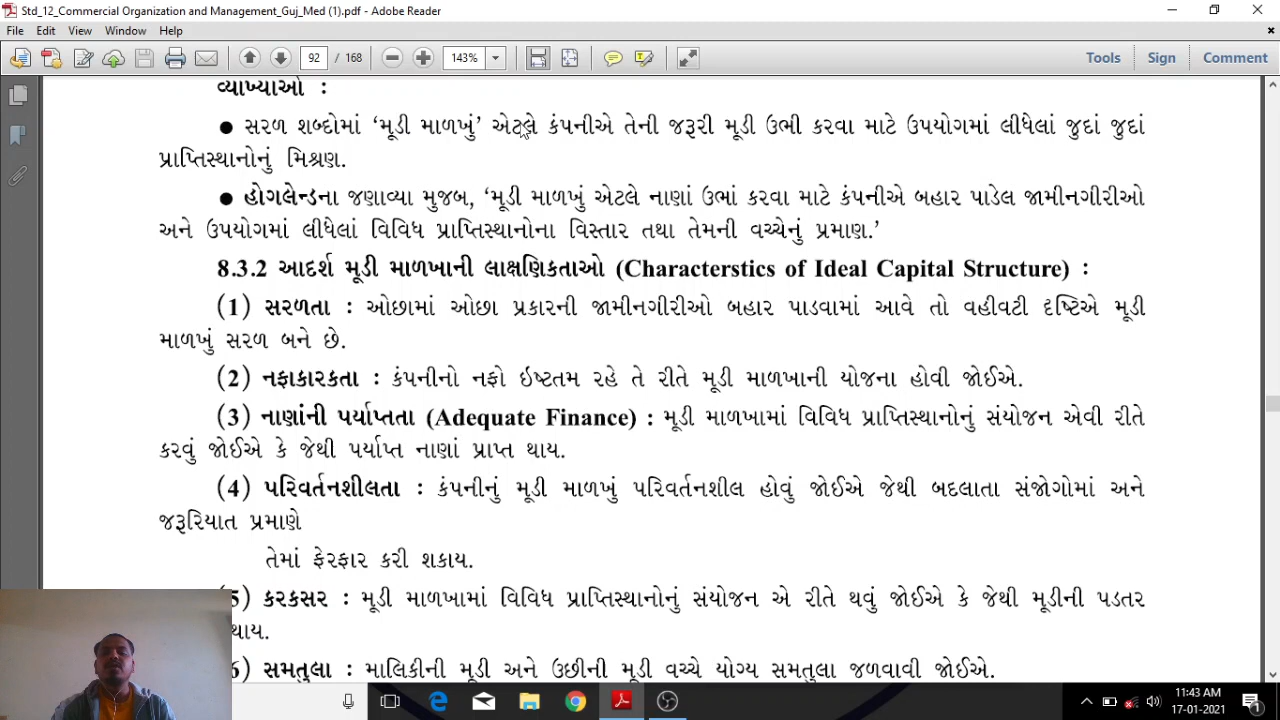 Std_12_Commercial Organization and Management_Guj_Med (1).pdf - Adobe Reader
File Edit View Window Help
92 / 168 143% Tools Sign Comment
વ્યાખ્યાઓ :
● સરળ શબ્દોમાં ‘મૂડી માળખું’ એટલે કંપનીએ તેની જરૂરી મૂડી ઉભી કરવા માટે ઉપયોગમાં લીધેલાં જુદાં જુદાં
પ્રાપ્તિસ્થાનોનું મિશ્રણ.
● હોગલેન્ડના જણાવ્યા મુજબ, ‘મૂડી માળખું એટલે નાણાં ઉભાં કરવા માટે કંપનીએ બહાર પાડેલ જામીનગીરીઓ
અને ઉપયોગમાં લીધેલાં વિવિધ પ્રાપ્તિસ્થાનોના વિસ્તાર તથા તેમની વચ્ચેનું પ્રમાણ.’
8.3.2 આદર્શ મૂડી માળખાની લાક્ષણિકતાઓ (Characterstics of Ideal Capital Structure) :
(1) સરળતા : ઓછામાં ઓછા પ્રકારની જામીનગીરીઓ બહાર પાડવામાં આવે તો વહીવટી દૃષ્ટિએ મૂડી
માળખું સરળ બને છે.
(2) નફાકારકતા : કંપનીનો નફો ઇષ્ટતમ રહે તે રીતે મૂડી માળખાની યોજના હોવી જોઈએ.
(3) નાણાંની પર્યાપ્તતા (Adequate Finance) : મૂડી માળખામાં વિવિધ પ્રાપ્તિસ્થાનોનું સંયોજન એવી રીતે
કરવું જોઈએ કે જેથી પર્યાપ્ત નાણાં પ્રાપ્ત થાય.
(4) પરિવર્તનશીલતા : કંપનીનું મૂડી માળખું પરિવર્તનશીલ હોવું જોઈએ જેથી બદલાતા સંજોગોમાં અને
જરૂરિયાત પ્રમાણે
તેમાં ફેરફાર કરી શકાય.
5) કરકસર : મૂડી માળખામાં વિવિધ પ્રાપ્તિસ્થાનોનું સંયોજન એ રીતે થવું જોઈએ કે જેથી મૂડીની પડતર
થાય.
6) સમતુલા : માલિકીની મૂડી અને ઉછીની મૂડી વચ્ચે યોગ્ય સમતુલા જળવાવી જોઈએ.
11:43 AM
17-01-2021